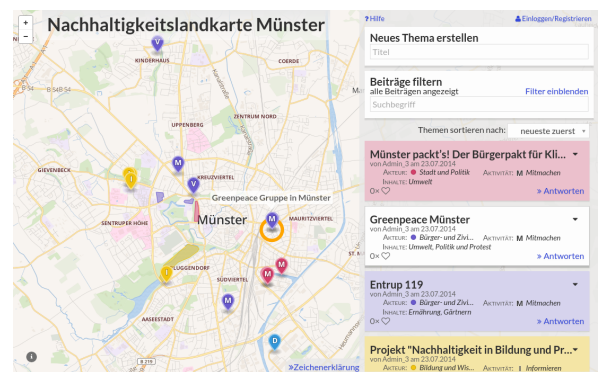 Nachhaltigkeitslandkarte Münster
+
−
V
KINDERHAUS
COERDE
B 54
B 54
ZENTRUM NORD
UPPENBERG
GIEVENBECK
M
KREUZVIERTEL
V
I
Greenpeace Gruppe in Münster
SENTRUPER HÖHE
Münster
M
MAURITZVIERTEL
I
LUGGENDORF
M
M
SÜDVIERTEL
M
AASEESTADT
D
B 219
i
»Zeichenerklärung
? Hilfe
Einloggen/Registrieren
Neues Thema erstellen
Titel
Beiträge filtern
alle Beiträgen angezeigt
Filter einblenden
Suchbegriff
Themen sortieren nach:
neueste zuerst
Münster packt's! Der Bürgerpakt für Kli...
von Admin_3 am 23.07.2014
Akteur: Stadt und Politik Aktivität: M Mitmachen
Inhalte: Umwelt
0×
» Antworten
Greenpeace Münster
von Admin_3 am 23.07.2014
Akteur: Bürger- und Zivi... Aktivität: M Mitmachen
Inhalte: Umwelt, Politik und Protest
0×
» Antworten
Entrup 119
von Admin_3 am 23.07.2014
Akteur: Bürger- und Zivi... Aktivität: M Mitmachen
Inhalte: Ernährung, Gärtnern
0×
» Antworten
Projekt "Nachhaltigkeit in Bildung und Pr...
von Admin_3 am 23.07.2014
Akteur: Bildung und Wis... Aktivität: I Informieren